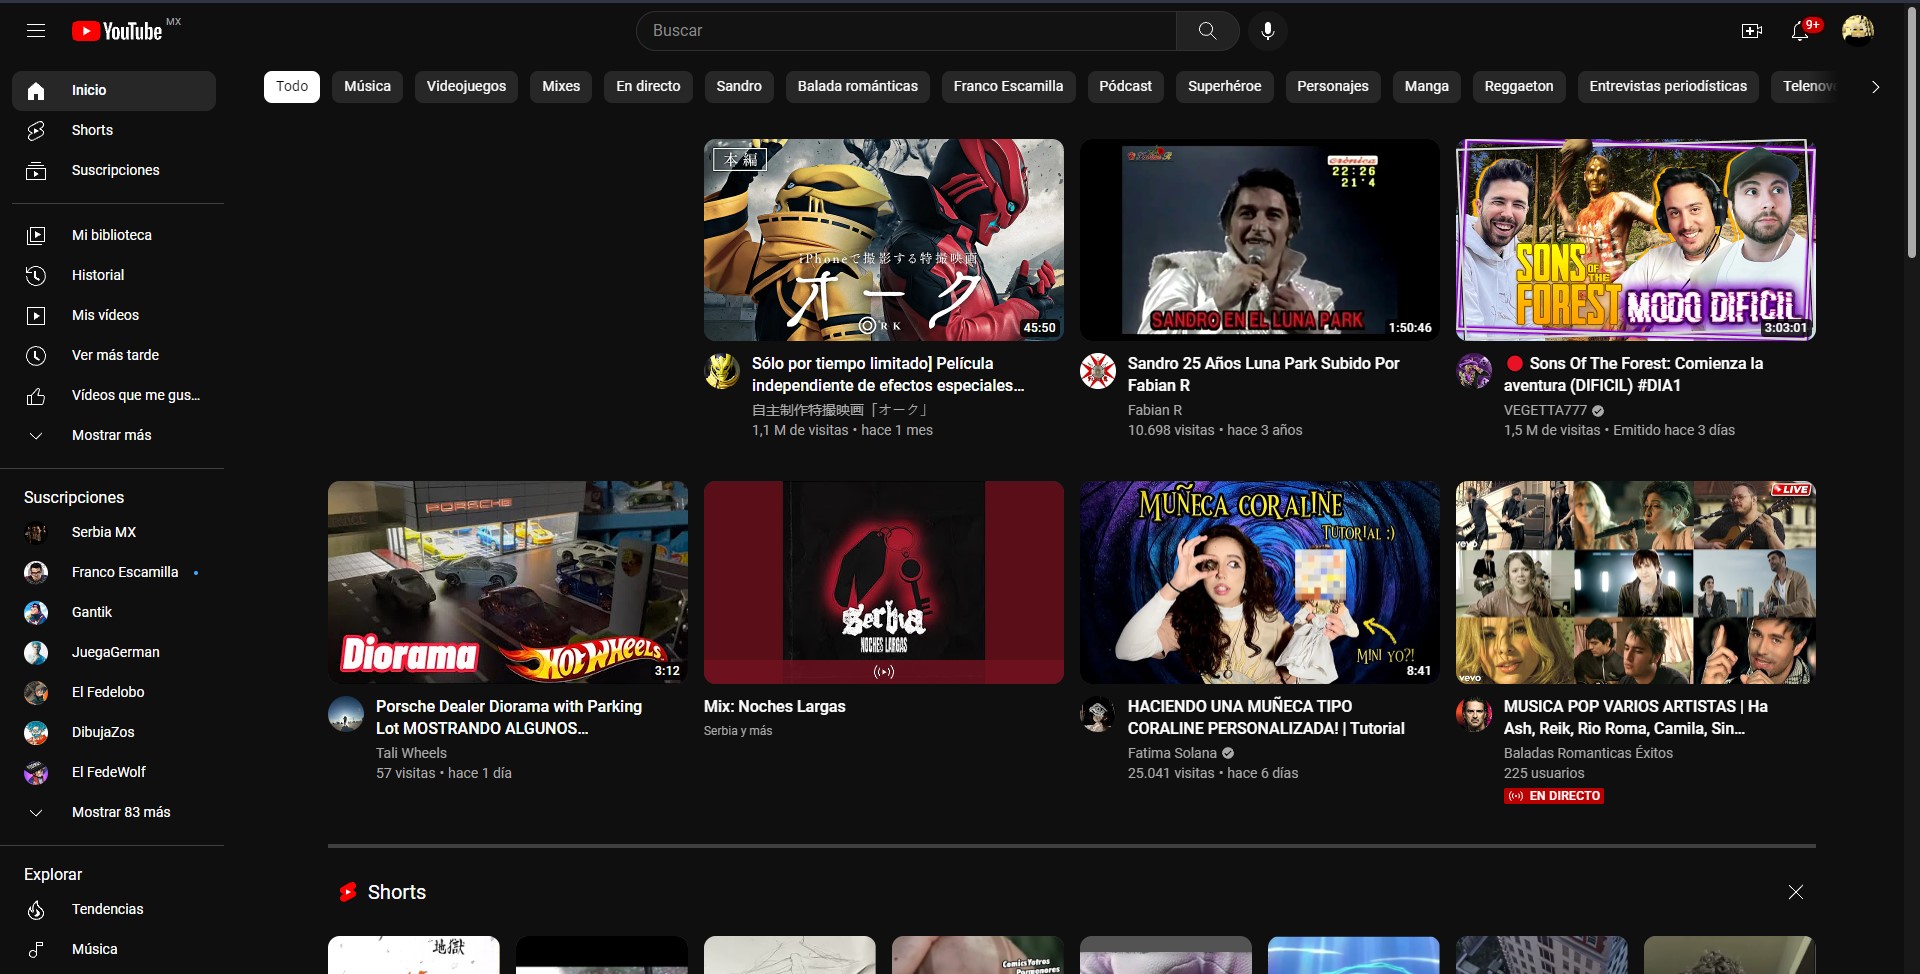 YouTube MX
Buscar
9+
Inicio
Shorts
Suscripciones
Mi biblioteca
Historial
Mis vídeos
Ver más tarde
Vídeos que me gus...
Mostrar más
Suscripciones
Serbia MX
Franco Escamilla
Gantik
JuegaGerman
El Fedelobo
DibujaZos
El FedeWolf
Mostrar 83 más
Explorar
Tendencias
Música
Todo
Música
Videojuegos
Mixes
En directo
Sandro
Balada románticas
Franco Escamilla
Pódcast
Superhéroe
Personajes
Manga
Reggaeton
Entrevistas periodísticas
Telenov
本編
iPhoneで撮影する特撮映画
オーク
ORK
45:50
Sólo por tiempo limitado] Película
independiente de efectos especiales...
自主制作特撮映画「オーク」
1,1 M de visitas • hace 1 mes
crónica
22:26
21°4
SANDRO EN EL LUNA PARK
1:50:46
Sandro 25 Años Luna Park Subido Por
Fabian R
Fabian R
10.698 visitas • hace 3 años
SONS
OF THE
FOREST
MODO DIFICIL
3:03:01
Sons Of The Forest: Comienza la
aventura (DIFICIL) #DIA1
VEGETTA777
1,5 M de visitas • Emitido hace 3 días
PORSCHE
Diorama
HOT WHEELS
3:12
Porsche Dealer Diorama with Parking
Lot MOSTRANDO ALGUNOS...
Tali Wheels
57 visitas • hace 1 día
Serbia
NOCHES LARGAS
Mix: Noches Largas
Serbia y más
MUÑECA CORALINE
TUTORIAL :)
MINI YO?!
8:41
HACIENDO UNA MUÑECA TIPO
CORALINE PERSONALIZADA! | Tutorial
Fatima Solana
25.041 visitas • hace 6 días
LIVE
vevo
vevo
MUSICA POP VARIOS ARTISTAS | Ha
Ash, Reik, Rio Roma, Camila, Sin...
Baladas Romanticas Éxitos
225 usuarios
EN DIRECTO
Shorts
地獄
Comics Yotros
Pormenores